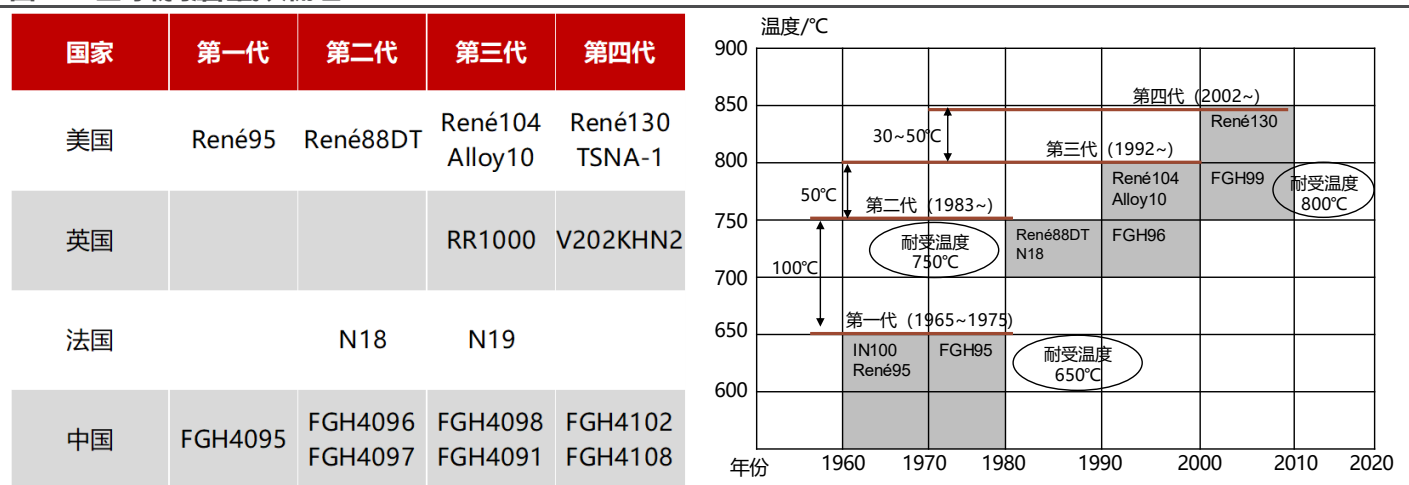 国家 第一代 第二代 第三代 第四代
美国 René95 René88DT René104 Alloy10 René130 TSNA-1
英国 RR1000 V202KHN2
法国 N18 N19
中国 FGH4095 FGH4096 FGH4097 FGH4098 FGH4091 FGH4102 FGH4108
温度/℃
900
850
800
750
700
650
600
第四代（2002~）
René130
30~50℃
第三代（1992~）
René104
Alloy10
FGH99
耐受温度
800℃
50℃
第二代（1983~）
耐受温度
750℃
René88DT
N18
FGH96
100℃
第一代（1965~1975）
IN100
René95
FGH95
耐受温度
650℃
年份 1960 1970 1980 1990 2000 2010 2020